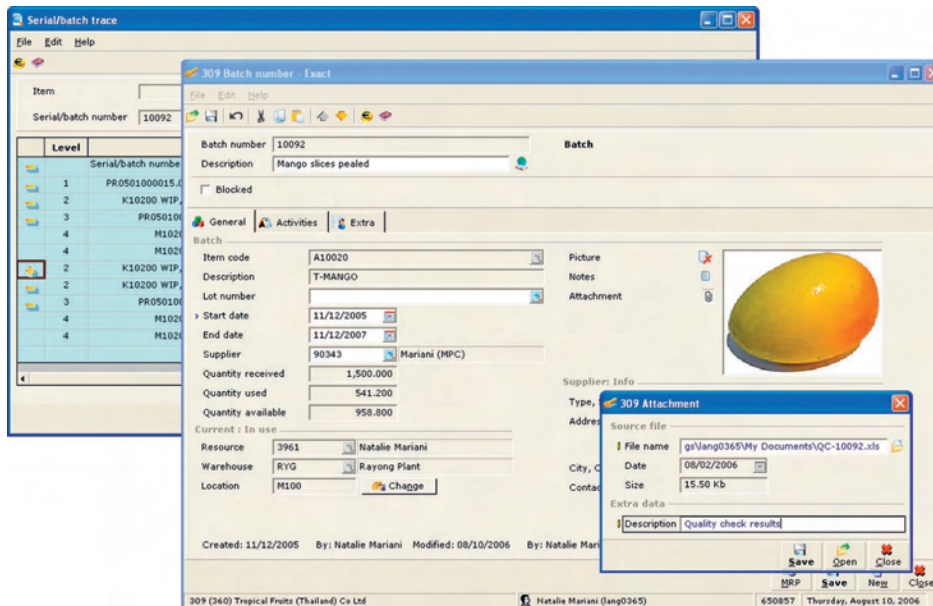 Serial/batch trace
File Edit Help
Item
Serial/batch number 10092
Level
Serial/batch numbe
1 PR0501000015.0
2 K10200 WIP,
3 PR050100
4 M1020
4 M1020
2 K10200 WIP,
2 K10200 WIP,
3 PR050100
4 M1020
4 M1020
309 Batch number - Exact
File Edit Help
Batch number 10092 Batch
Description Mango slices pealed
Blocked
General Activities Extra
Batch
Item code A10020 Picture
Description T-MANGO Notes
Lot number Attachment
Start date 11/12/2005
End date 11/12/2007
Supplier 90343 Mariani (MPC)
Quantity received 1,500.000
Supplier: Info
Quantity used 541.200
Type,
Quantity available 958.800
Addres
Current : In use
Resource 3961 Natalie Mariani
Warehouse RYG Rayong Plant
City, C
Location M100 Change
Contac
Created: 11/12/2005 By: Natalie Mariani Modified: 08/10/2006 By: Natalie Mari
309 Attachment
Source file
File name gs\lang0365\My Documents\QC-10092.xls
Date 08/02/2006
Size 15.50 Kb
Extra data
Description Quality check results
Save Open Close
MRP Save New Close
309 (360) Tropical Fruits (Thailand) Co Ltd Natalie Mariani (lang0365) 650857 Thursday, August 10, 2006